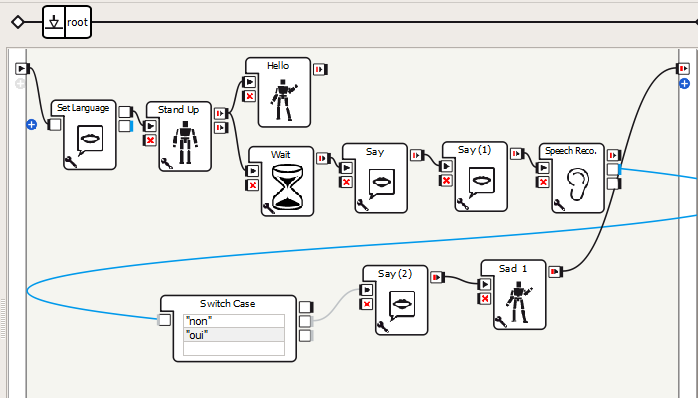 root
Hello
Set Language
Stand Up
Wait
Say
Say (1)
Speech Reco.
Say (2)
Sad 1
Switch Case
"non"
"oui"